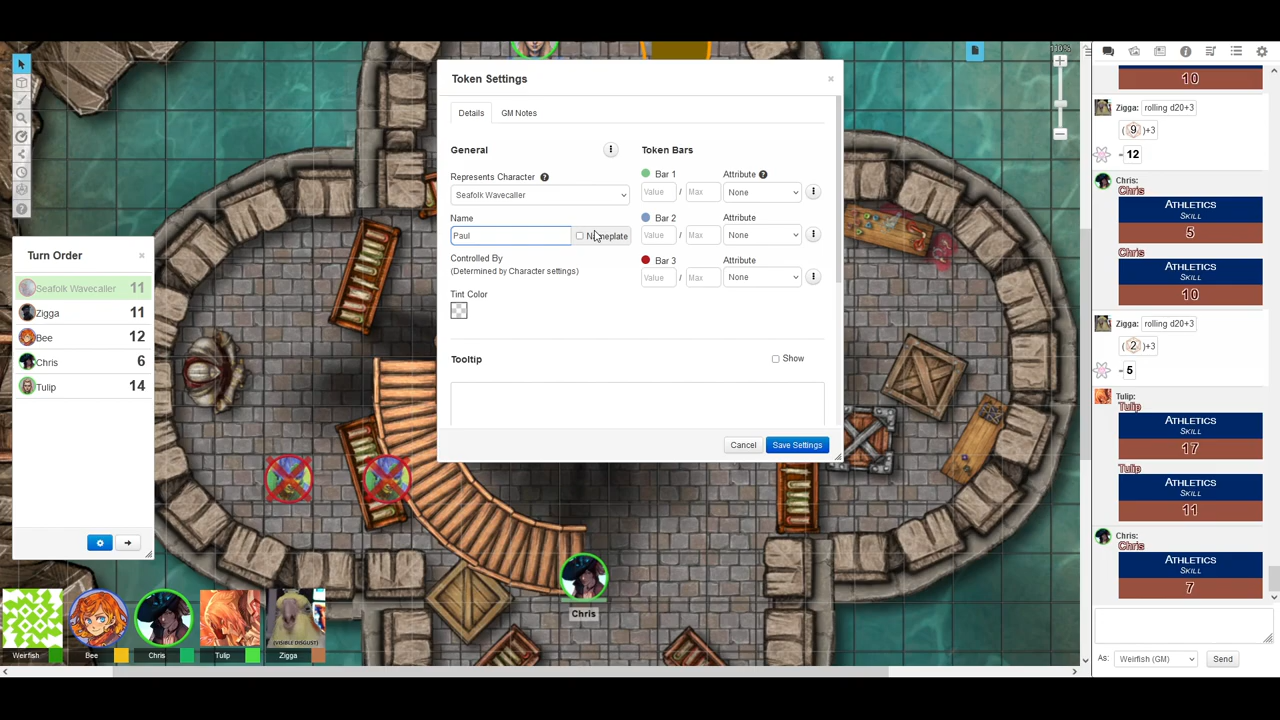 Token Settings ×
Details GM Notes
General
Represents Character ?
Seafolk Wavecaller
Name
Paul Nameplate
Controlled By
(Determined by Character settings)
Tint Color
Token Bars
Bar 1 Attribute ?
Value / Max None
Bar 2 Attribute
Value / Max None
Bar 3 Attribute
Value / Max None
Tooltip Show
Cancel Save Settings
Turn Order ×
Seafolk Wavecaller 11
Zigga 11
Bee 12
Chris 6
Tulip 14
Chris
(VISIBLE DISGUST)
Weirfish Bee Chris Tulip Zigga
110%
10
Zigga: rolling d20+3
(9)+3
12
Chris:
Chris
ATHLETICS
SKILL
5
Chris
ATHLETICS
SKILL
10
Zigga: rolling d20+3
(2)+3
5
Tulip:
Tulip
ATHLETICS
SKILL
17
Tulip
ATHLETICS
SKILL
11
Chris:
Chris
ATHLETICS
SKILL
7
As: Weirfish (GM) Send